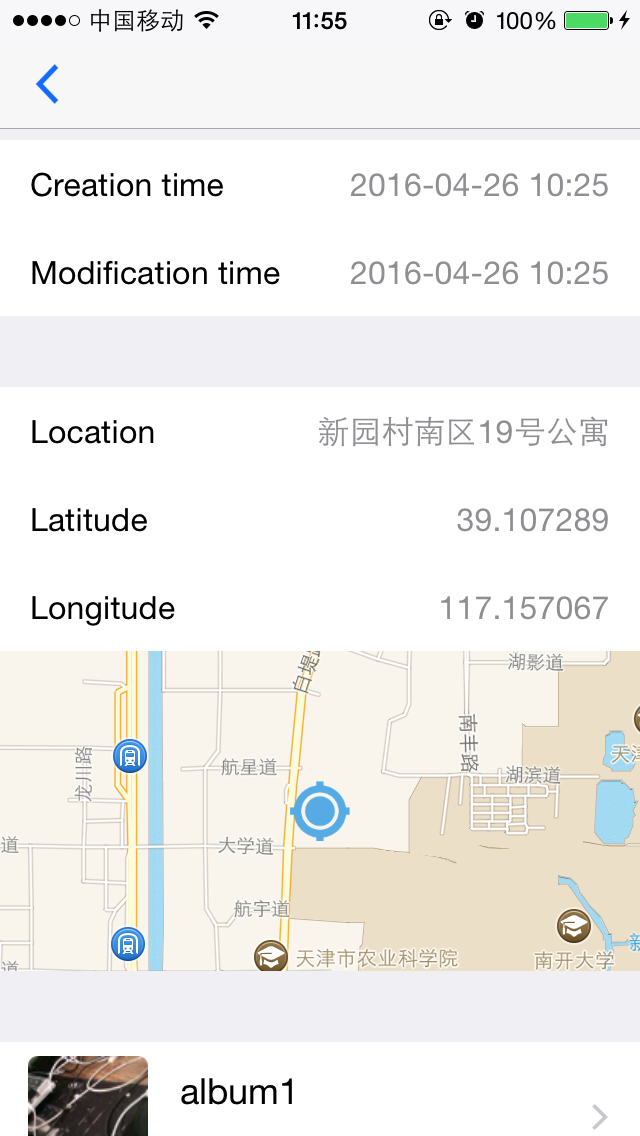 中国移动 11:55 100%
Creation time 2016-04-26 10:25
Modification time 2016-04-26 10:25
Location 新园村南区19号公寓
Latitude 39.107289
Longitude 117.157067
白堤
湖影道
南丰路
龙川路
航星道
湖滨道
天津
道
大学道
航宇道
天津市农业科学院
南开大学
新
道
album1